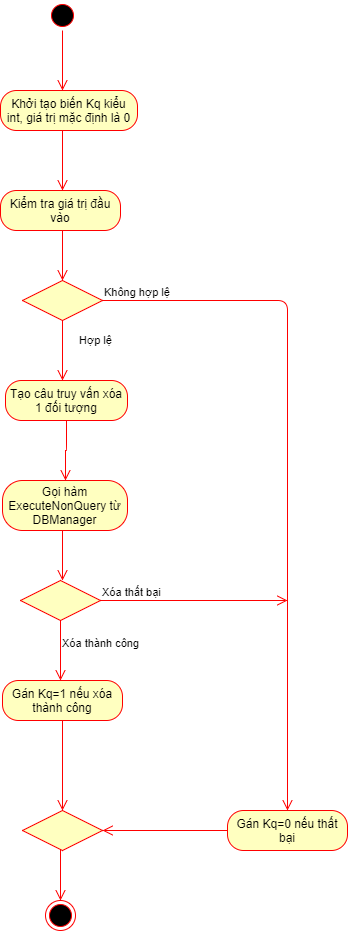 Khởi tạo biến Kq kiểu
int, giá trị mặc định là 0
Kiểm tra giá trị đầu
vào
Không hợp lệ
Hợp lệ
Tạo câu truy vấn xóa
1 đối tượng
Gọi hàm
ExecuteNonQuery từ
DBManager
Xóa thất bại
Xóa thành công
Gán Kq=1 nếu xóa
thành công
Gán Kq=0 nếu thất
bại